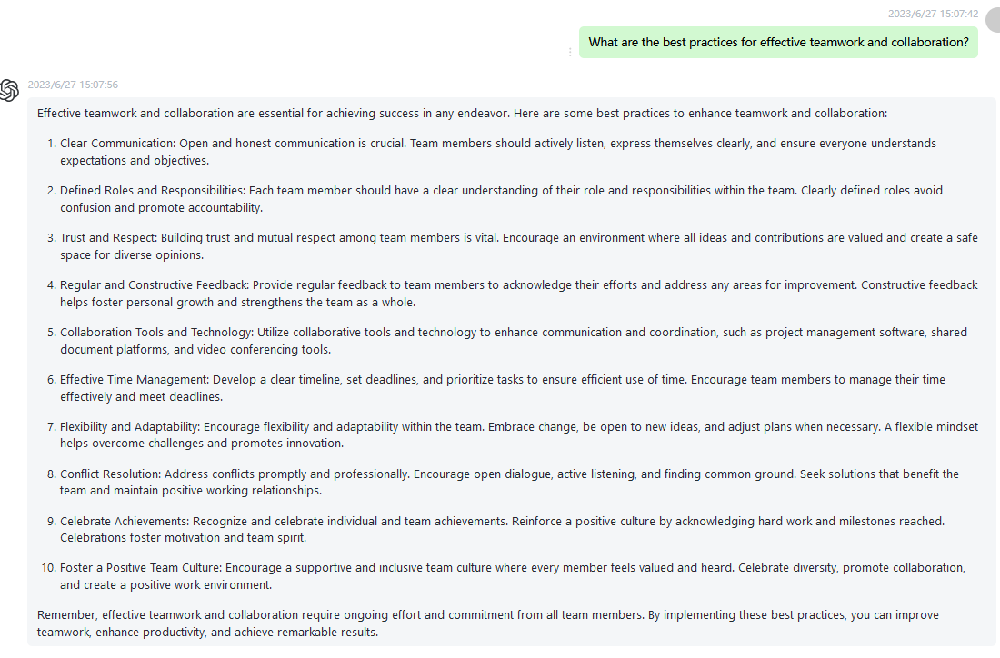 2023/6/27 15:07:42
What are the best practices for effective teamwork and collaboration?
2023/6/27 15:07:56
Effective teamwork and collaboration are essential for achieving success in any endeavor. Here are some best practices to enhance teamwork and collaboration:
1. Clear Communication: Open and honest communication is crucial. Team members should actively listen, express themselves clearly, and ensure everyone understands
expectations and objectives.
2. Defined Roles and Responsibilities: Each team member should have a clear understanding of their role and responsibilities within the team. Clearly defined roles avoid
confusion and promote accountability.
3. Trust and Respect: Building trust and mutual respect among team members is vital. Encourage an environment where all ideas and contributions are valued and create a safe
space for diverse opinions.
4. Regular and Constructive Feedback: Provide regular feedback to team members to acknowledge their efforts and address any areas for improvement. Constructive feedback
helps foster personal growth and strengthens the team as a whole.
5. Collaboration Tools and Technology: Utilize collaborative tools and technology to enhance communication and coordination, such as project management software, shared
document platforms, and video conferencing tools.
6. Effective Time Management: Develop a clear timeline, set deadlines, and prioritize tasks to ensure efficient use of time. Encourage team members to manage their time
effectively and meet deadlines.
7. Flexibility and Adaptability: Encourage flexibility and adaptability within the team. Embrace change, be open to new ideas, and adjust plans when necessary. A flexible mindset
helps overcome challenges and promotes innovation.
8. Conflict Resolution: Address conflicts promptly and professionally. Encourage open dialogue, active listening, and finding common ground. Seek solutions that benefit the
team and maintain positive working relationships.
9. Celebrate Achievements: Recognize and celebrate individual and team achievements. Reinforce a positive culture by acknowledging hard work and milestones reached.
Celebrations foster motivation and team spirit.
10. Foster a Positive Team Culture: Encourage a supportive and inclusive team culture where every member feels valued and heard. Celebrate diversity, promote collaboration,
and create a positive work environment.
Remember, effective teamwork and collaboration require ongoing effort and commitment from all team members. By implementing these best practices, you can improve
teamwork, enhance productivity, and achieve remarkable results.